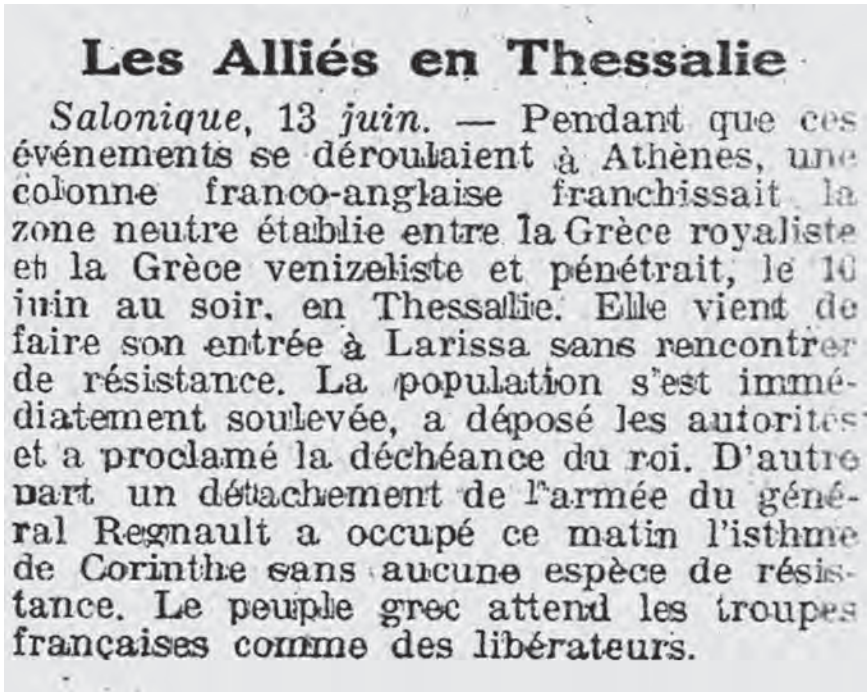 Les Alliés en Thessalie
Salonique, 13 juin. — Pendant que ces
événements se déroulaient à Athènes, une
colonne franco-anglaise franchissait la
zone neutre établie entre la Grèce royaliste
et la Grèce venizeliste et pénétrait, le 10
juin au soir, en Thessalie. Elle vient de
faire son entrée à Larissa sans rencontrer
de résistance. La population s'est immé-
diatement soulevée, a déposé les autorités
et a proclamé la déchéance du roi. D'autre
part un détachement de l'armée du géné-
ral Regnault a occupé ce matin l'isthme
de Corinthe sans aucune espèce de résis-
tance. Le peuple grec attend les troupes
françaises comme des libérateurs.